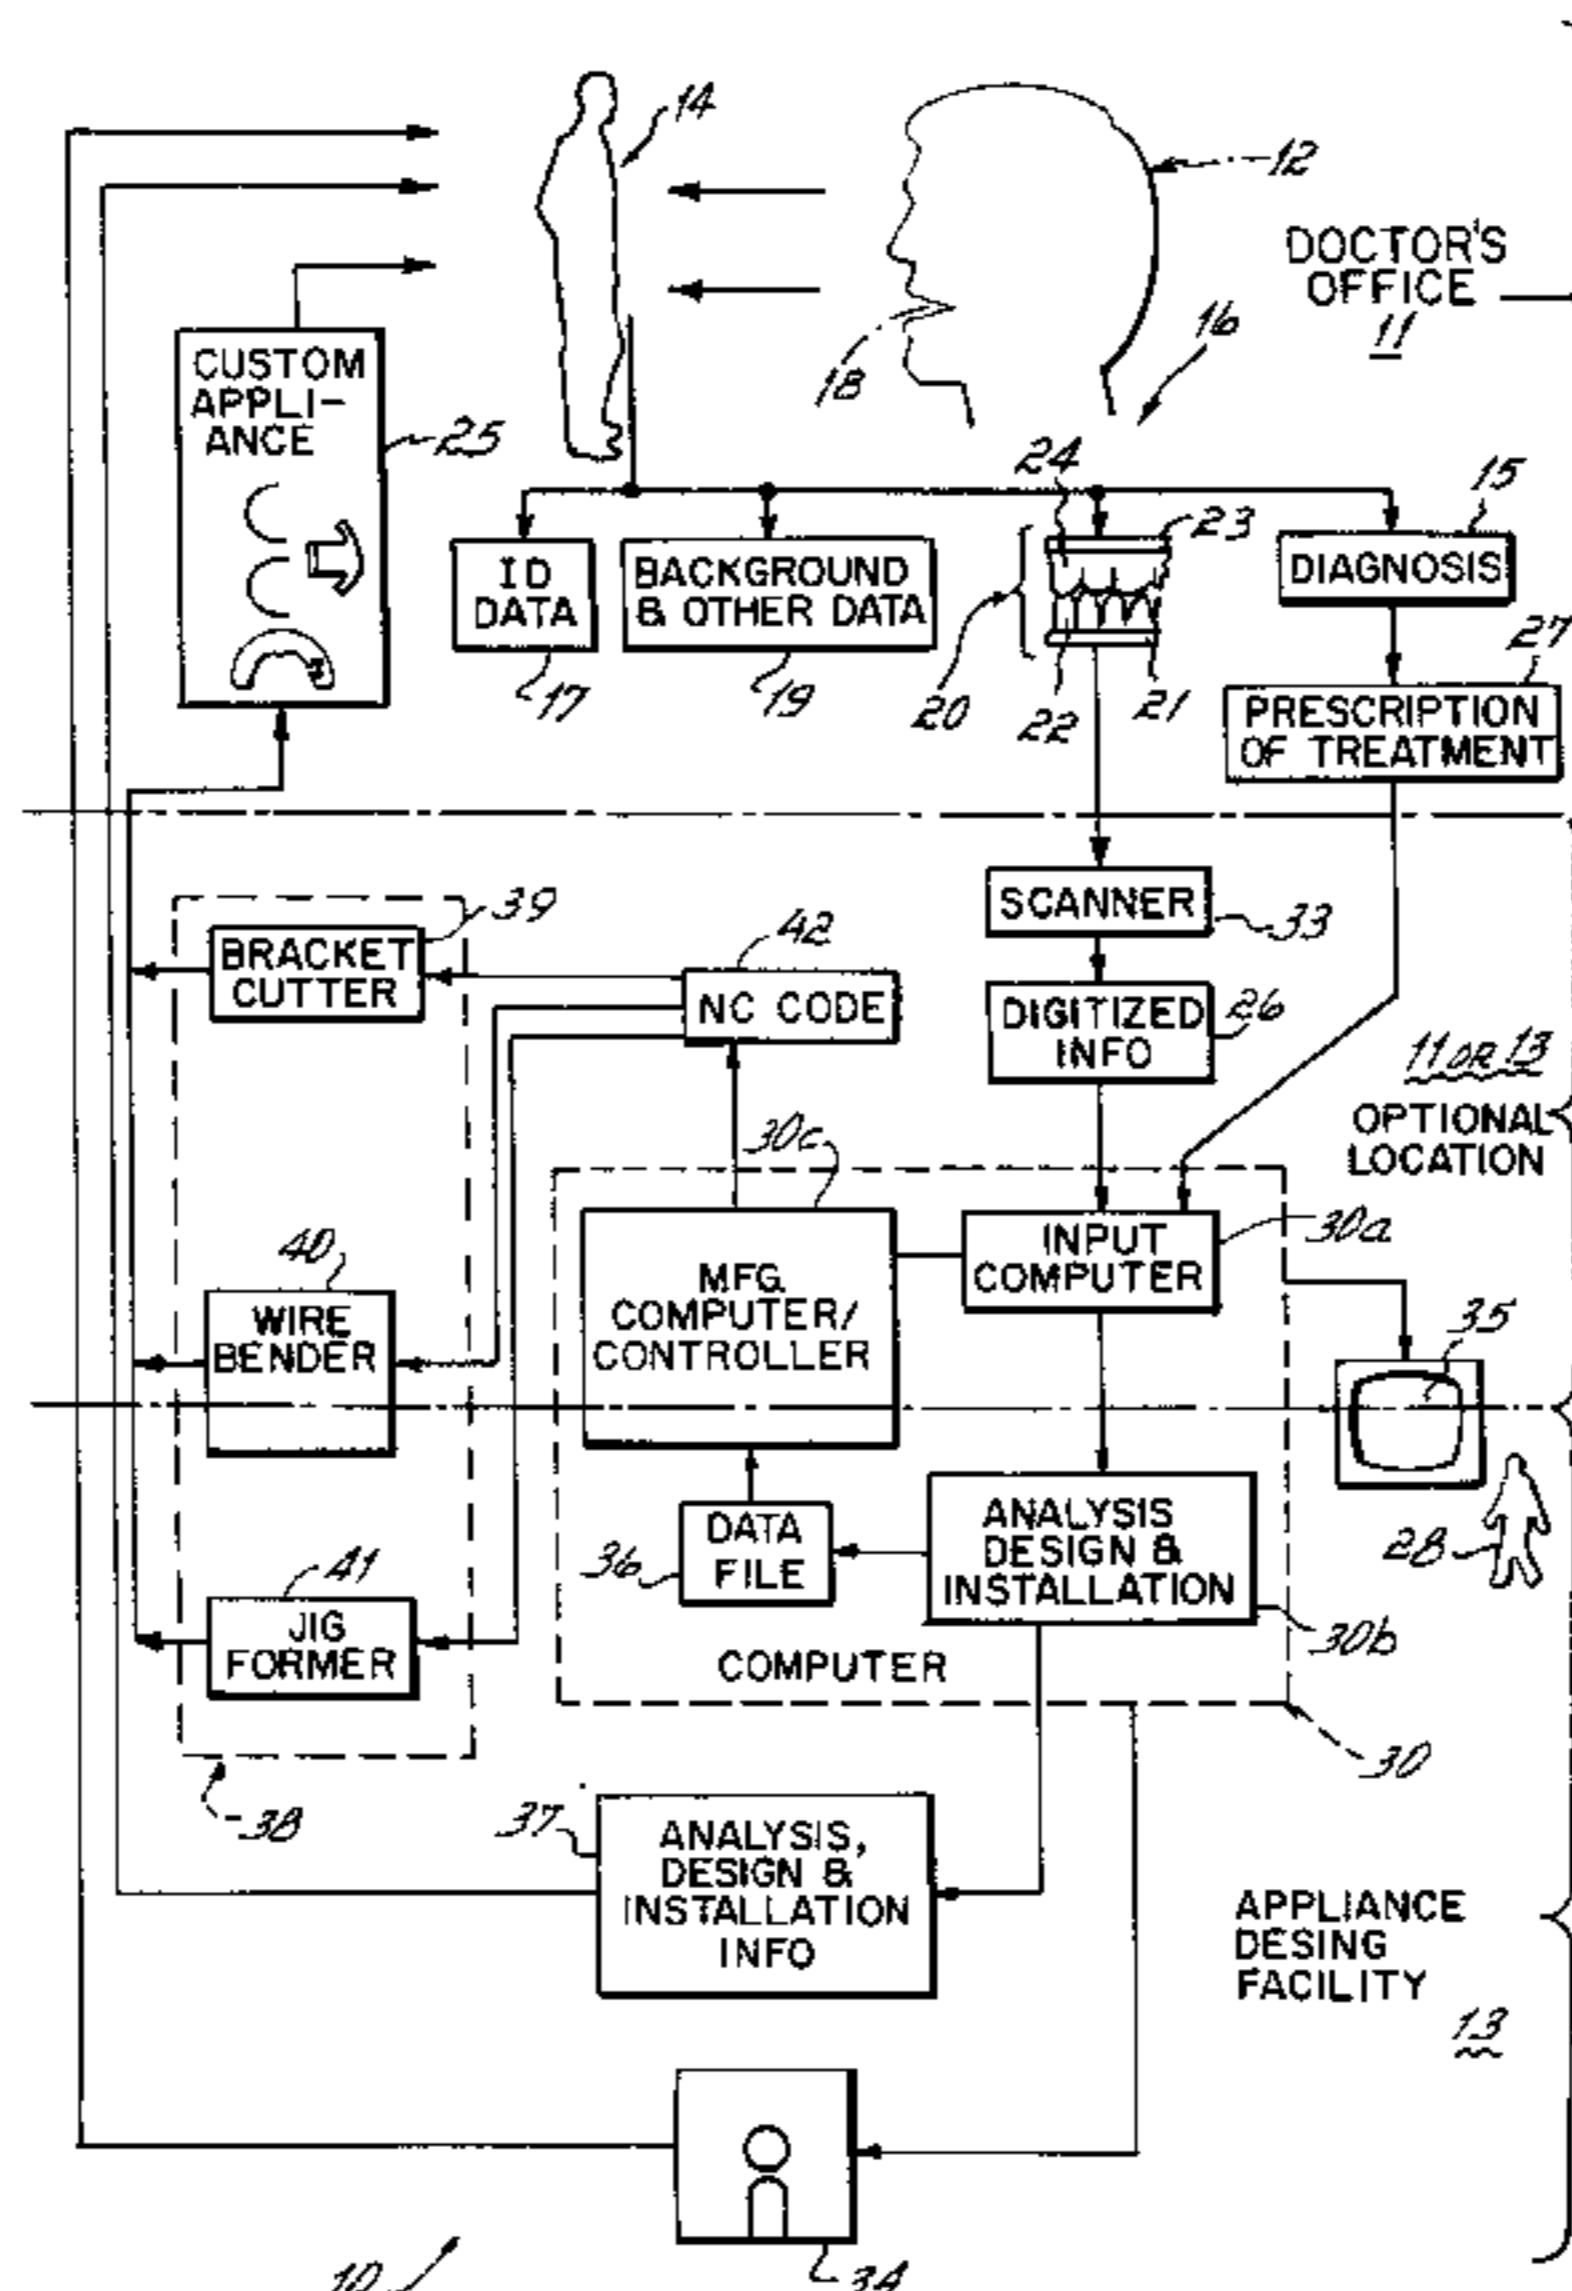 14
12
DOCTOR'S
OFFICE
11
16
18
CUSTOM
APPLI-
ANCE
25
24
23
15
ID
DATA
BACKGROUND
& OTHER DATA
DIAGNOSIS
17
19
20
22
21
27
PRESCRIPTION
OF TREATMENT
SCANNER
33
39
BRACKET
CUTTER
42
NC CODE
DIGITIZED
INFO
26
11 OR 13
OPTIONAL
LOCATION
30c
30a
INPUT
COMPUTER
40
WIRE
BENDER
MFG.
COMPUTER/
CONTROLLER
35
DATA
FILE
36
ANALYSIS
DESIGN &
INSTALLATION
28
30b
41
JIG
FORMER
COMPUTER
30
38
37
ANALYSIS,
DESIGN &
INSTALLATION
INFO
APPLIANCE
DESING
FACILITY
13
10
34